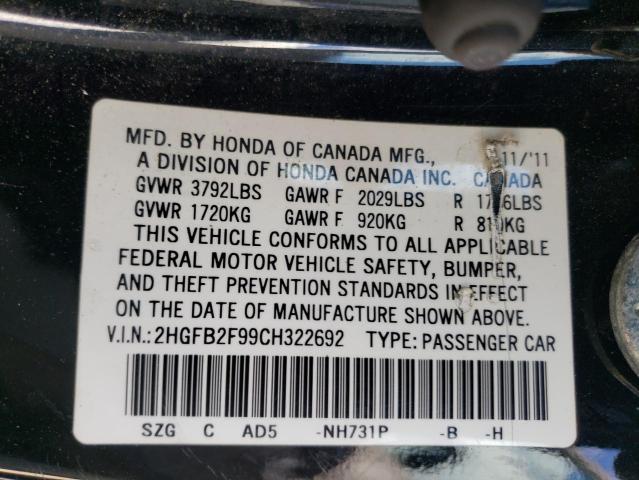 MFD. BY HONDA OF CANADA MFG., 11/'11
A DIVISION OF HONDA CANADA INC. CANADA
GVWR 3792LBS GAWR F 2029LBS R
GVWR 1720KG GAWR F 920KG R 810KG
THIS VEHICLE CONFORMS TO ALL APPLICABLE
FEDERAL MOTOR VEHICLE SAFETY, BUMPER,
AND THEFT PREVENTION STANDARDS IN EFFECT
ON THE DATE OF MANUFACTURE SHOWN ABOVE.
V.I.N.: 2HGFB2F99CH322692 TYPE: PASSENGER CAR
SZG C AD5 -NH731P -B -H